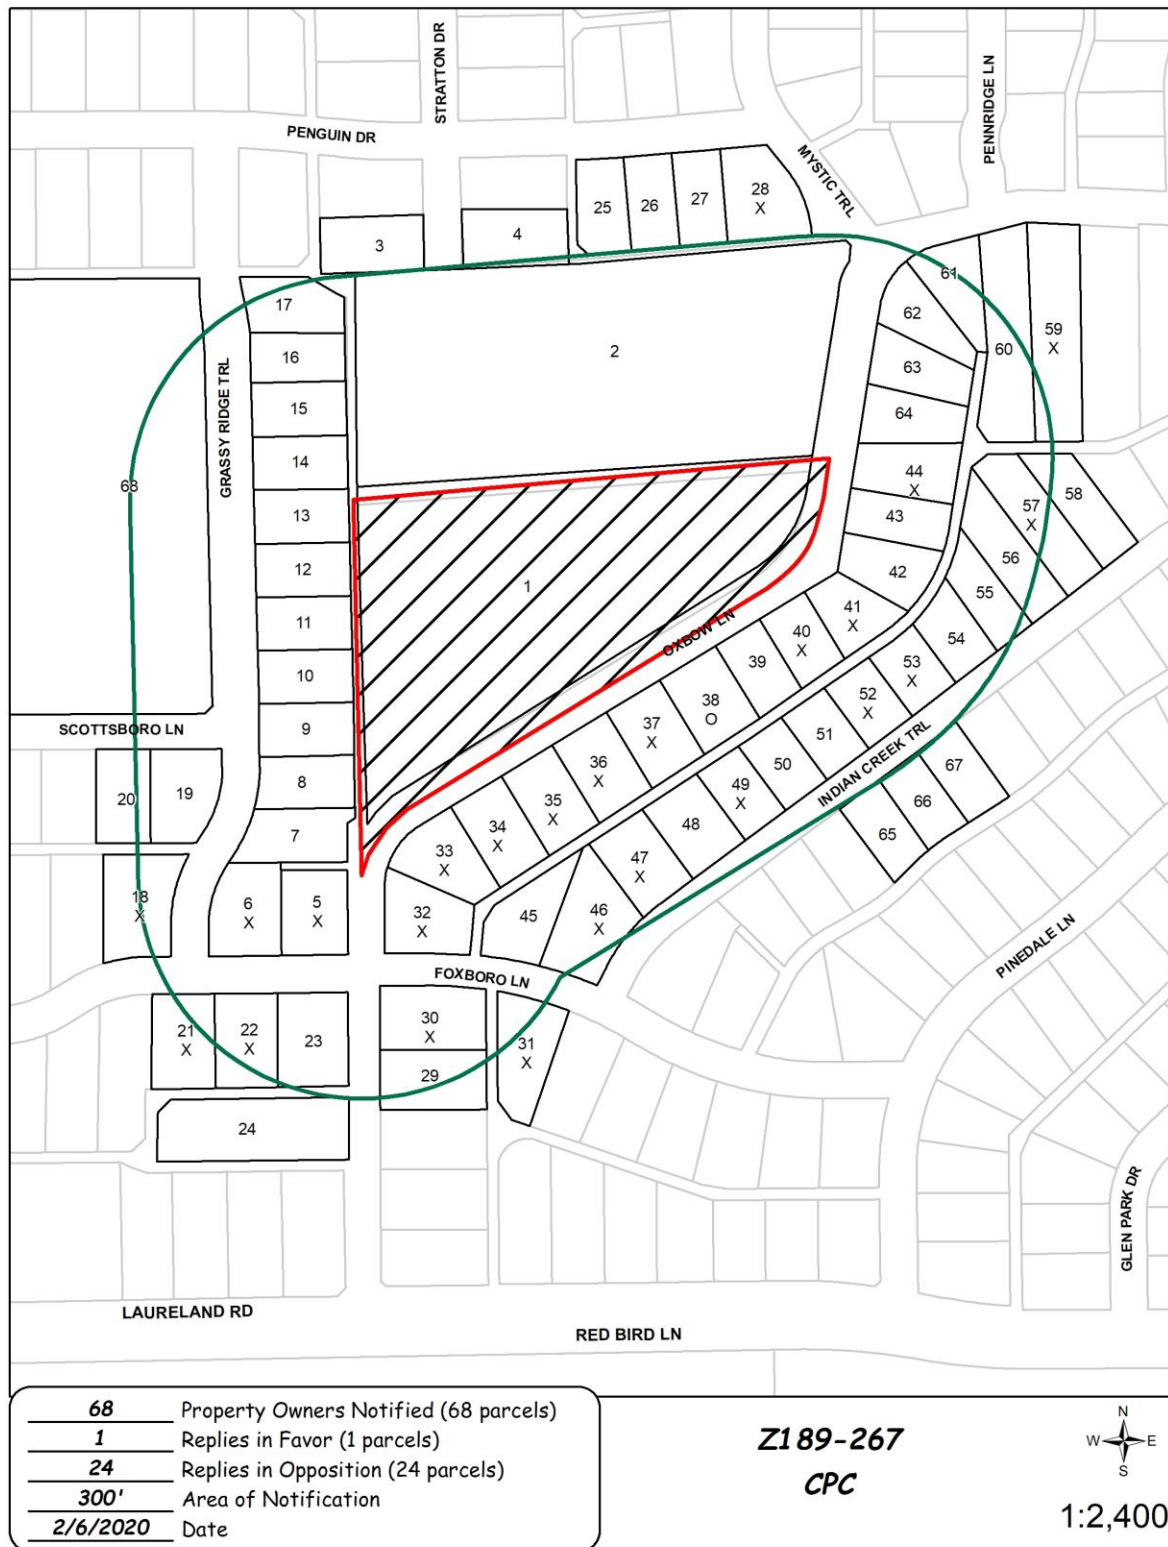 STRATTON DR
PENNRIDGE LN
PENGUIN DR
MYSTIC TRL
28
X
25
26
27
4
3
61
17
62
59
X
60
2
16
63
GRASSY RIDGE TRL
15
64
14
44
X
68
57
X
58
13
43
56
12
42
1
55
41
X
11
40
X
54
OXBOW LN
39
53
X
10
38
O
52
X
SCOTTSBORO LN
9
37
X
51
INDIAN CREEK TRL
36
X
50
67
8
49
X
20
19
35
X
66
34
X
48
65
7
33
X
47
X
18
X
6
X
5
X
32
X
45
46
X
PINEDALE LN
FOXBORO LN
30
X
21
X
22
X
23
31
X
29
24
GLEN PARK DR
LAURELAND RD
RED BIRD LN
68 Property Owners Notified (68 parcels)
1 Replies in Favor (1 parcels)
24 Replies in Opposition (24 parcels)
300' Area of Notification
2/6/2020 Date
Z189-267
CPC
N
W E
S
1:2,400